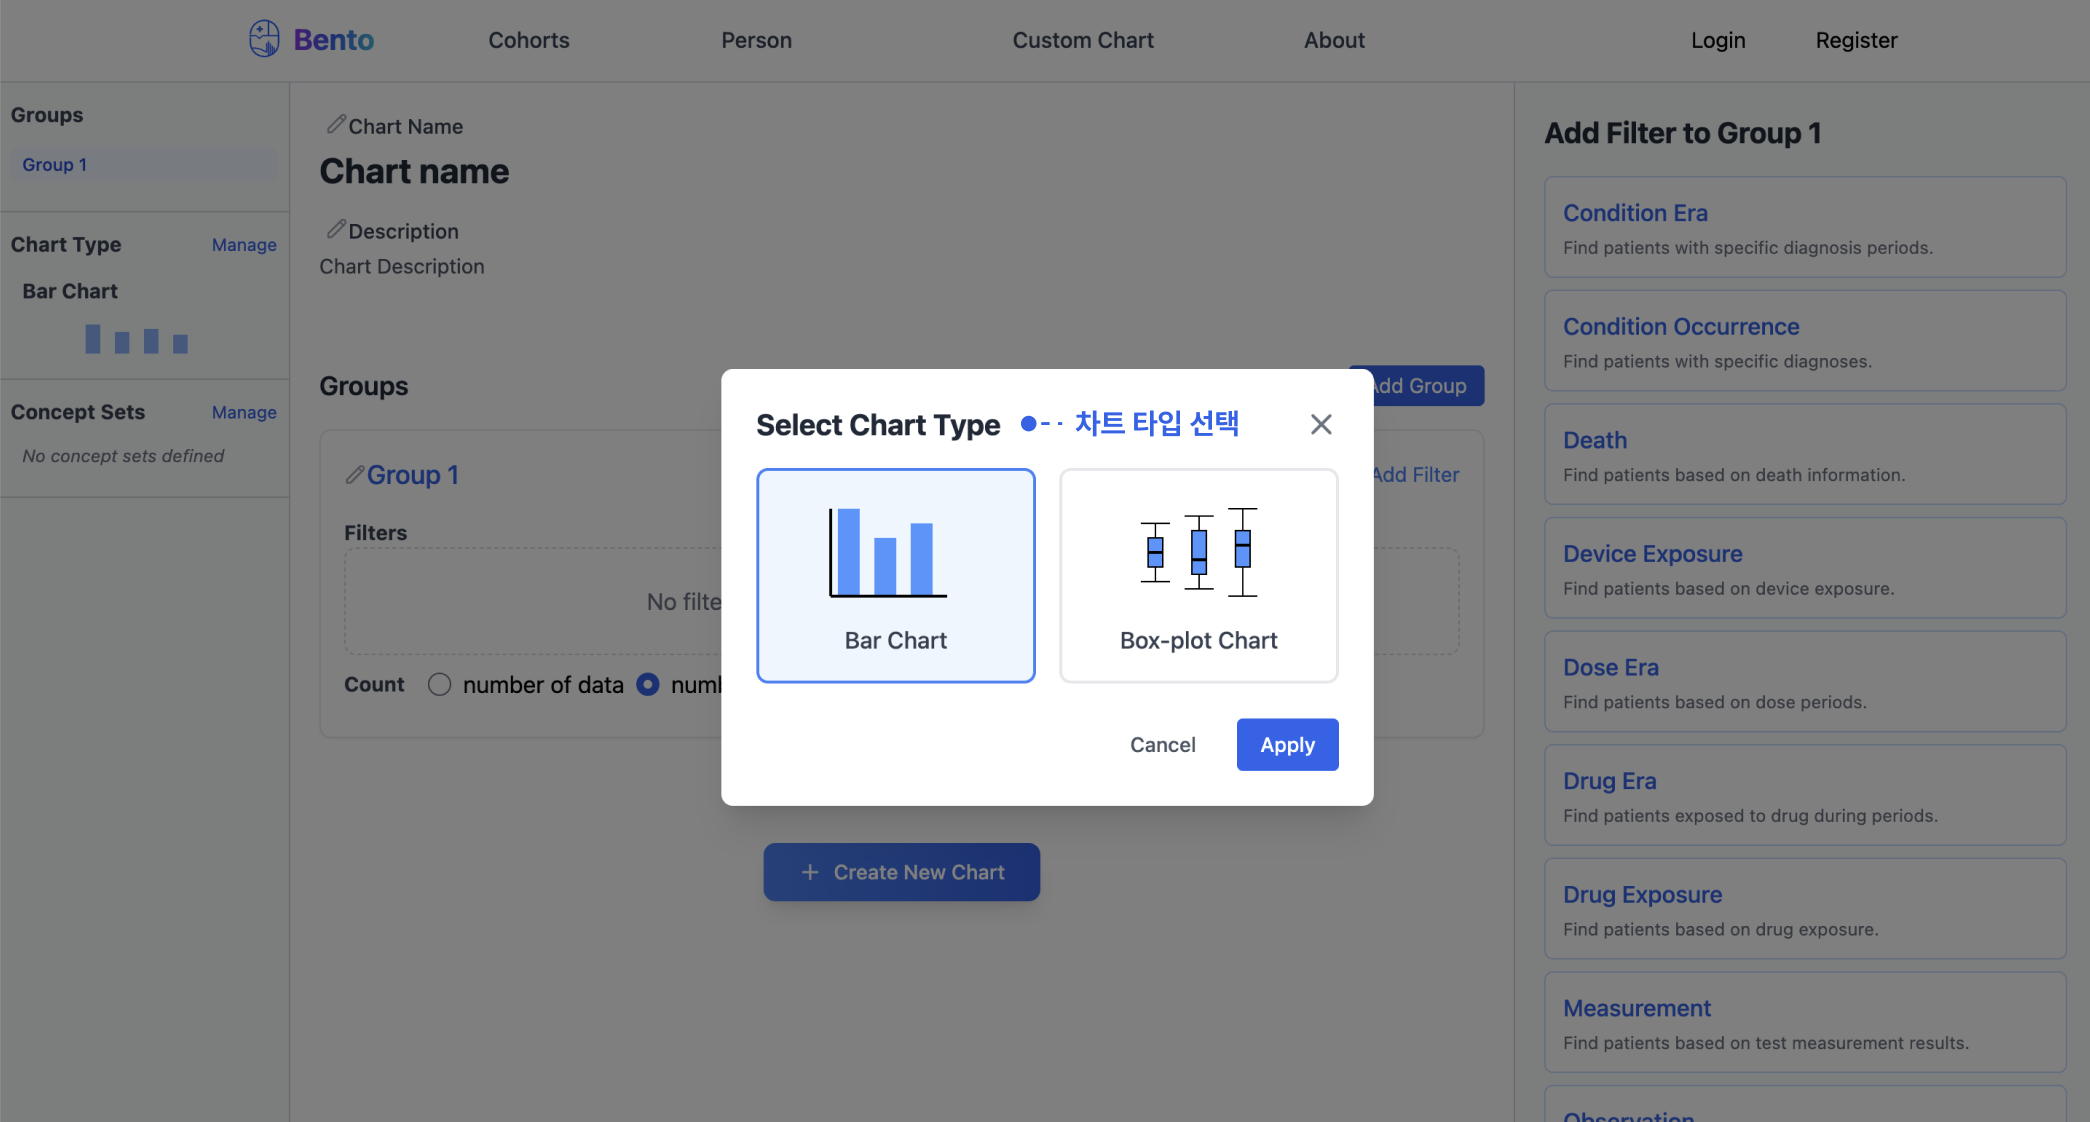 Bento
Cohorts
Person
Custom Chart
About
Login
Register
Groups
Group 1
Chart Type
Manage
Bar Chart
Concept Sets
Manage
No concept sets defined
Chart Name
Chart name
Description
Chart Description
Groups
Add Group
Group 1
Add Filter
Filters
No filte
Count
number of data
numb
Create New Chart
Select Chart Type
차트 타입 선택
Bar Chart
Box-plot Chart
Cancel
Apply
Add Filter to Group 1
Condition Era
Find patients with specific diagnosis periods.
Condition Occurrence
Find patients with specific diagnoses.
Death
Find patients based on death information.
Device Exposure
Find patients based on device exposure.
Dose Era
Find patients based on dose periods.
Drug Era
Find patients exposed to drug during periods.
Drug Exposure
Find patients based on drug exposure.
Measurement
Find patients based on test measurement results.
Observation